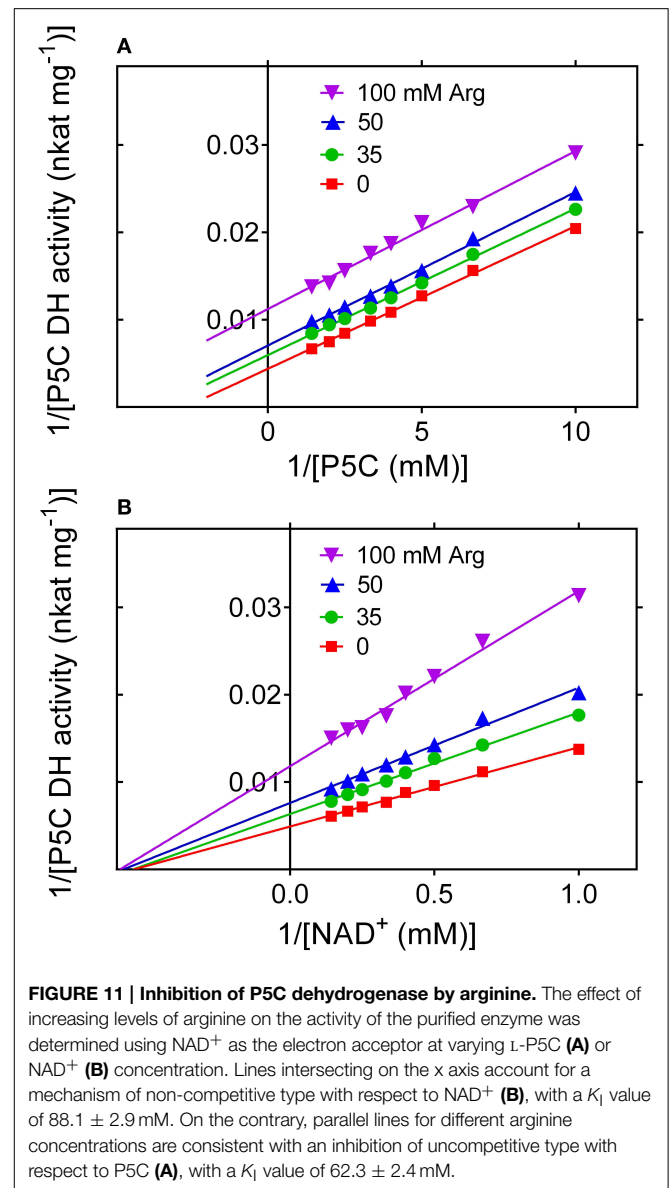 A
1/[P5C DH activity (nkat mg⁻¹)]
100 mM Arg
50
35
0
0.03
0.02
0.01
0
5
10
1/[P5C (mM)]
B
1/[P5C DH activity (nkat mg⁻¹)]
100 mM Arg
50
35
0
0.03
0.02
0.01
0.0
0.5
1.0
1/[NAD⁺ (mM)]
FIGURE 11 | Inhibition of P5C dehydrogenase by arginine. The effect of
increasing levels of arginine on the activity of the purified enzyme was
determined using NAD⁺ as the electron acceptor at varying L-P5C (A) or
NAD⁺ (B) concentration. Lines intersecting on the x axis account for a
mechanism of non-competitive type with respect to NAD⁺ (B), with a K_I value
of 88.1 ± 2.9 mM. On the contrary, parallel lines for different arginine
concentrations are consistent with an inhibition of uncompetitive type with
respect to P5C (A), with a K_I value of 62.3 ± 2.4 mM.